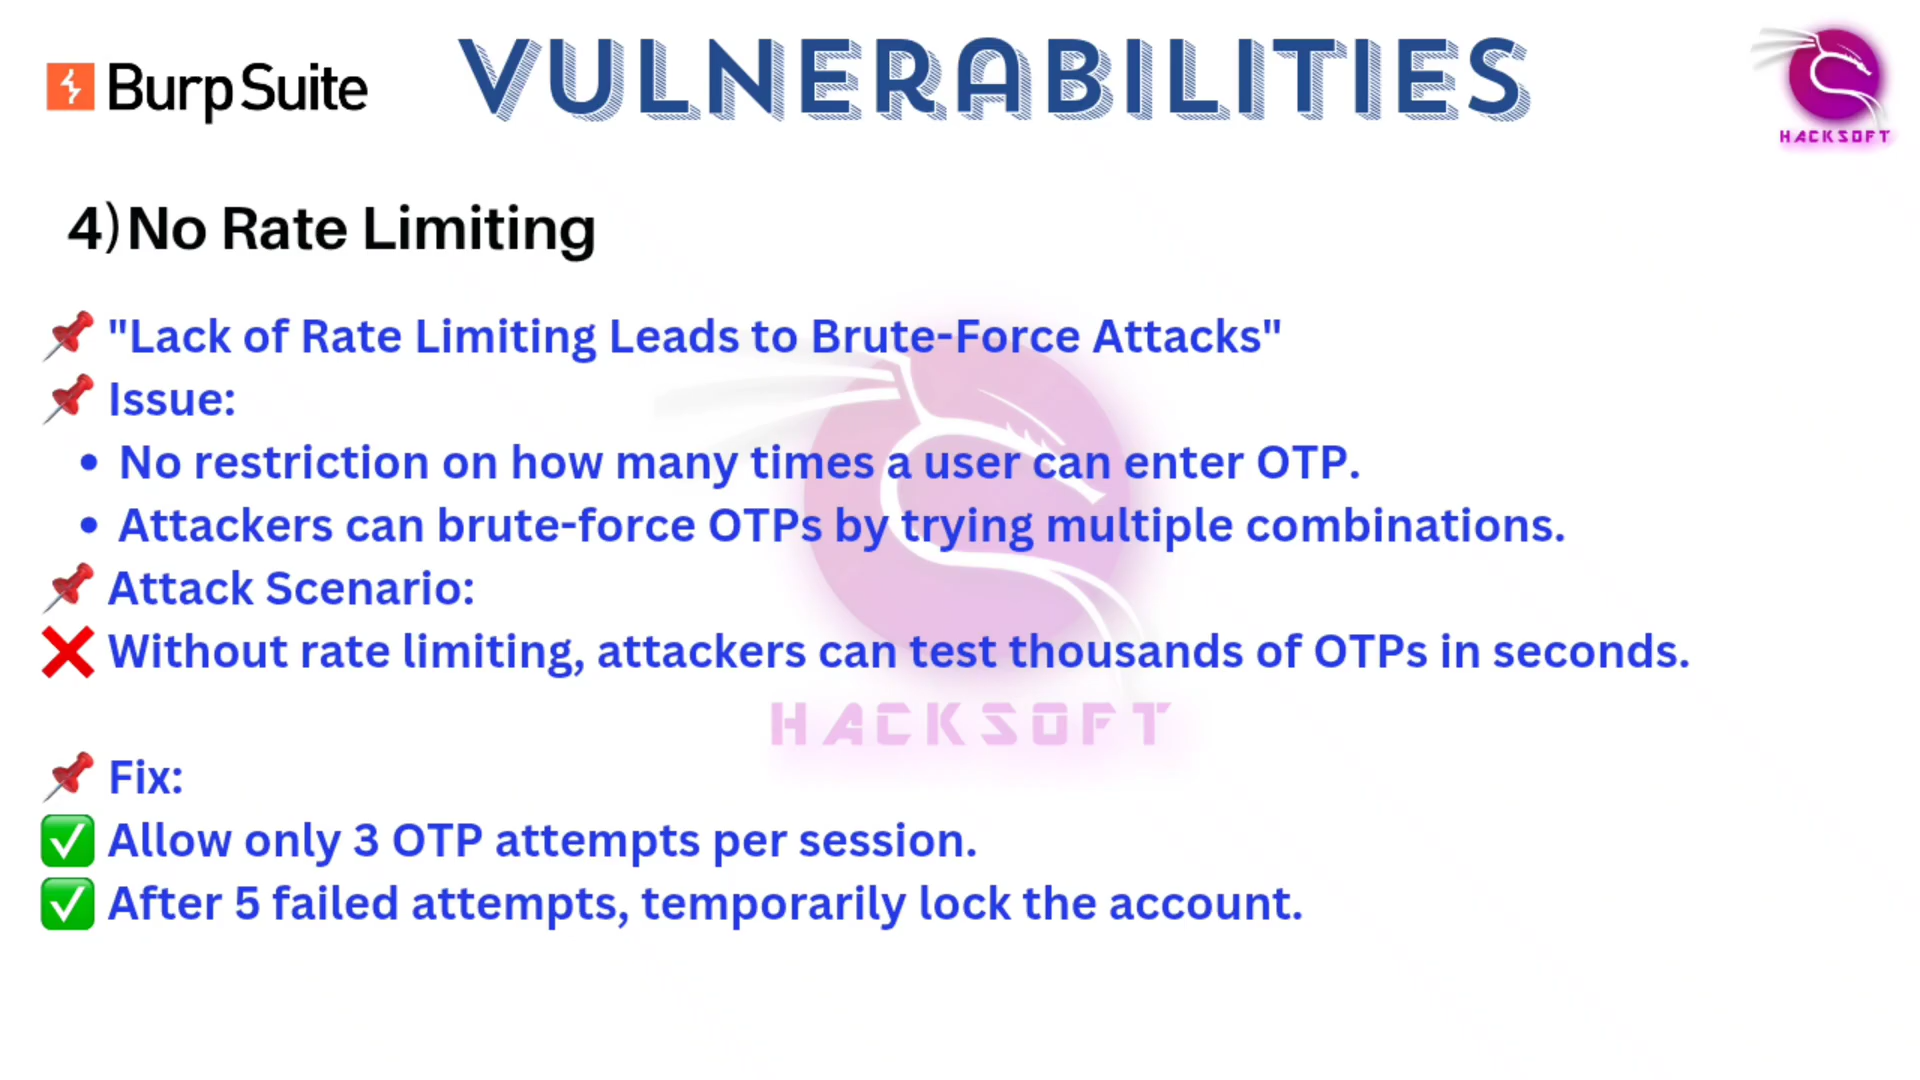 Burp Suite
VULNERABILITIES
HACKSOFT
4) No Rate Limiting
"Lack of Rate Limiting Leads to Brute-Force Attacks"
Issue:
• No restriction on how many times a user can enter OTP.
• Attackers can brute-force OTPs by trying multiple combinations.
Attack Scenario:
Without rate limiting, attackers can test thousands of OTPs in seconds.
HACKSOFT
Fix:
Allow only 3 OTP attempts per session.
After 5 failed attempts, temporarily lock the account.